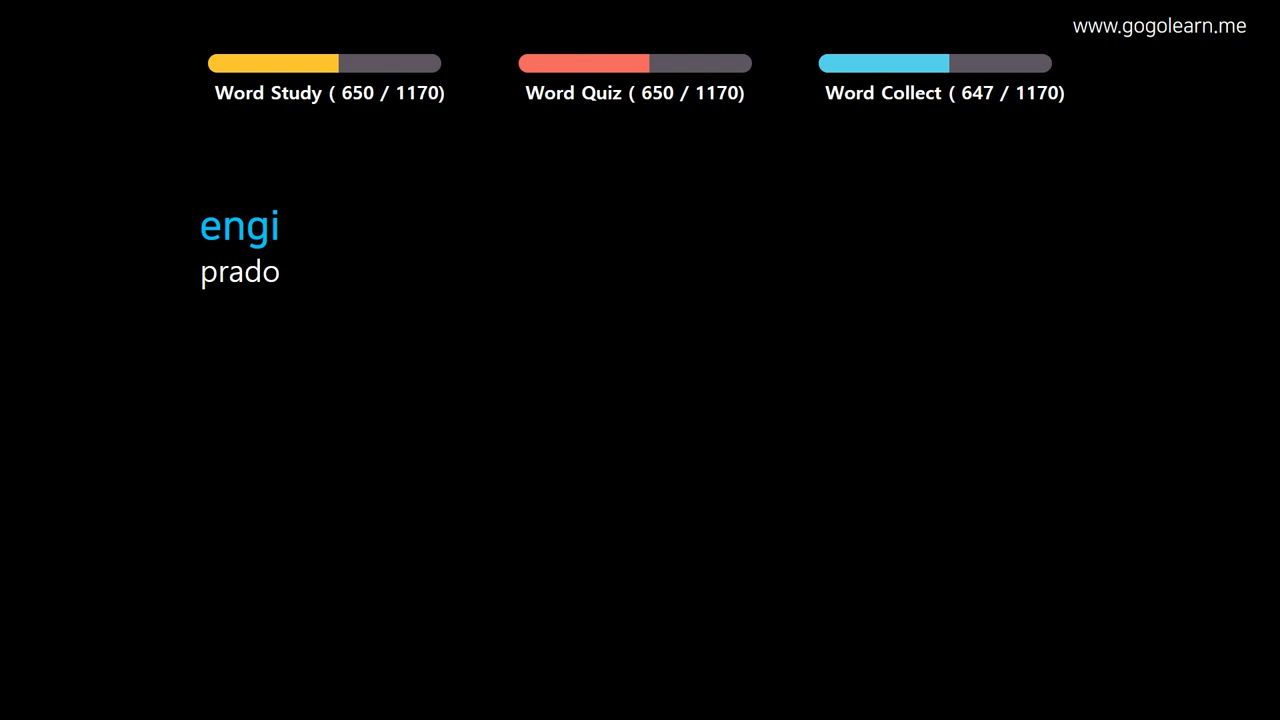 www.gogolearn.me
Word Study ( 650 / 1170)
Word Quiz ( 650 / 1170)
Word Collect ( 647 / 1170)
engi
prado